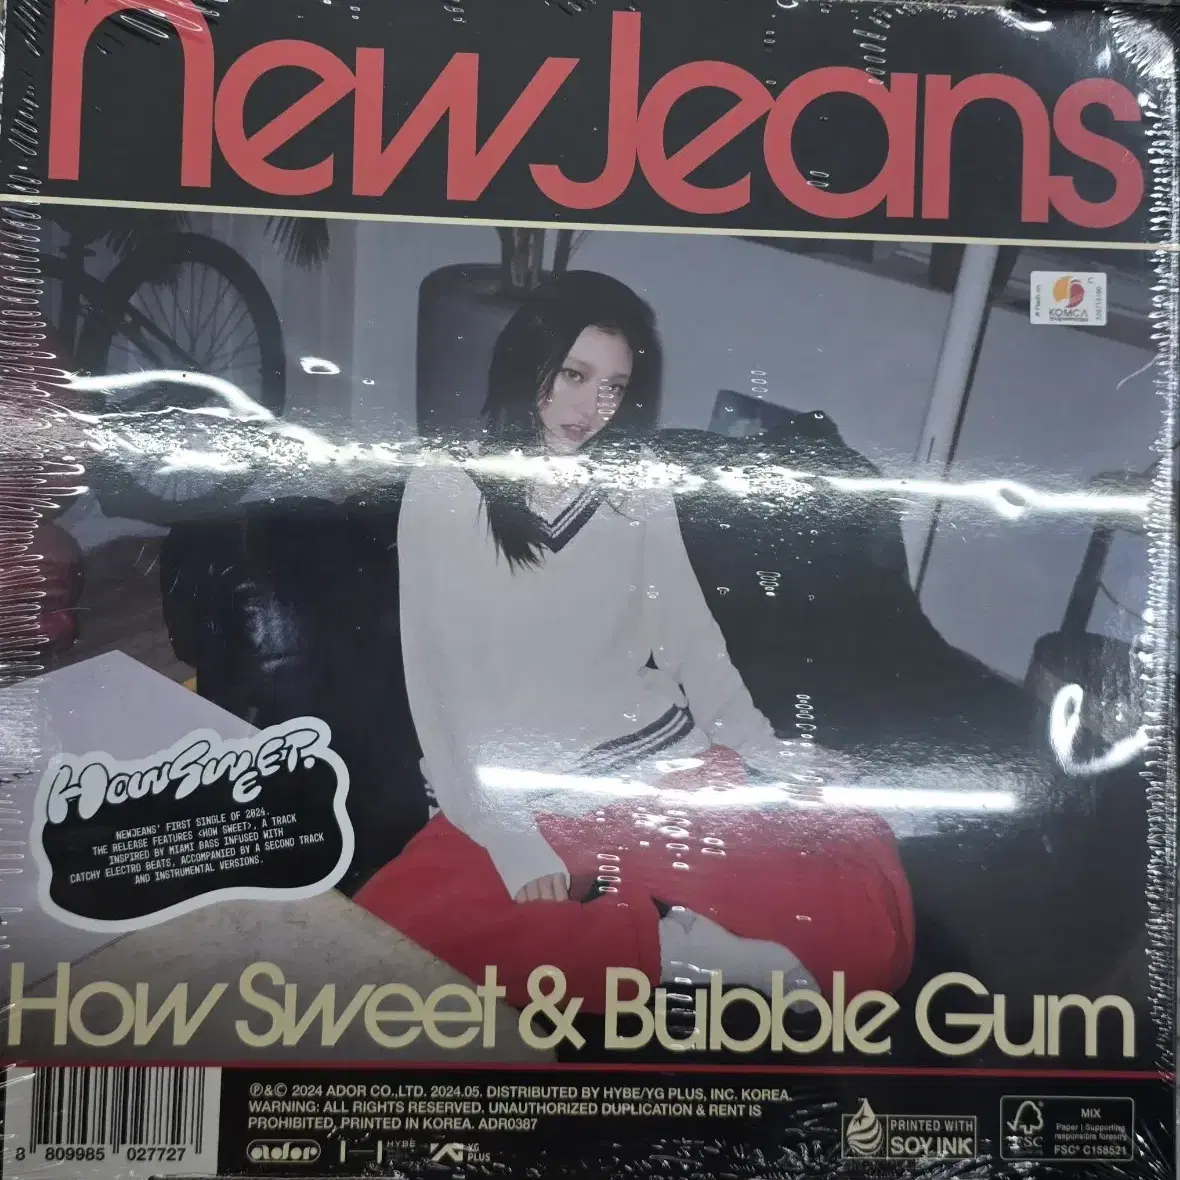 NewJeans
KOMCA
HowSwEET.
NEWJEANS' FIRST SINGLE OF 2024.
THE RELEASE FEATURES <HOW SWEET>, A TRACK
INSPIRED BY MIAMI BASS INFUSED WITH
CATCHY ELECTRO BEATS, ACCOMPANIED BY A SECOND TRACK
AND INSTRUMENTAL VERSIONS.
How Sweet & Bubble Gum
℗&© 2024 ADOR CO.,LTD. 2024.05. DISTRIBUTED BY HYBE/YG PLUS, INC. KOREA.
WARNING: ALL RIGHTS RESERVED. UNAUTHORIZED DUPLICATION & RENT IS
PROHIBITED, PRINTED IN KOREA. ADR0387
8 809985 027727
ador
HYBE
YG PLUS
PRINTED WITH
SOY INK
FSC
MIX
Paper | Supporting
responsible forestry
FSC® C158521